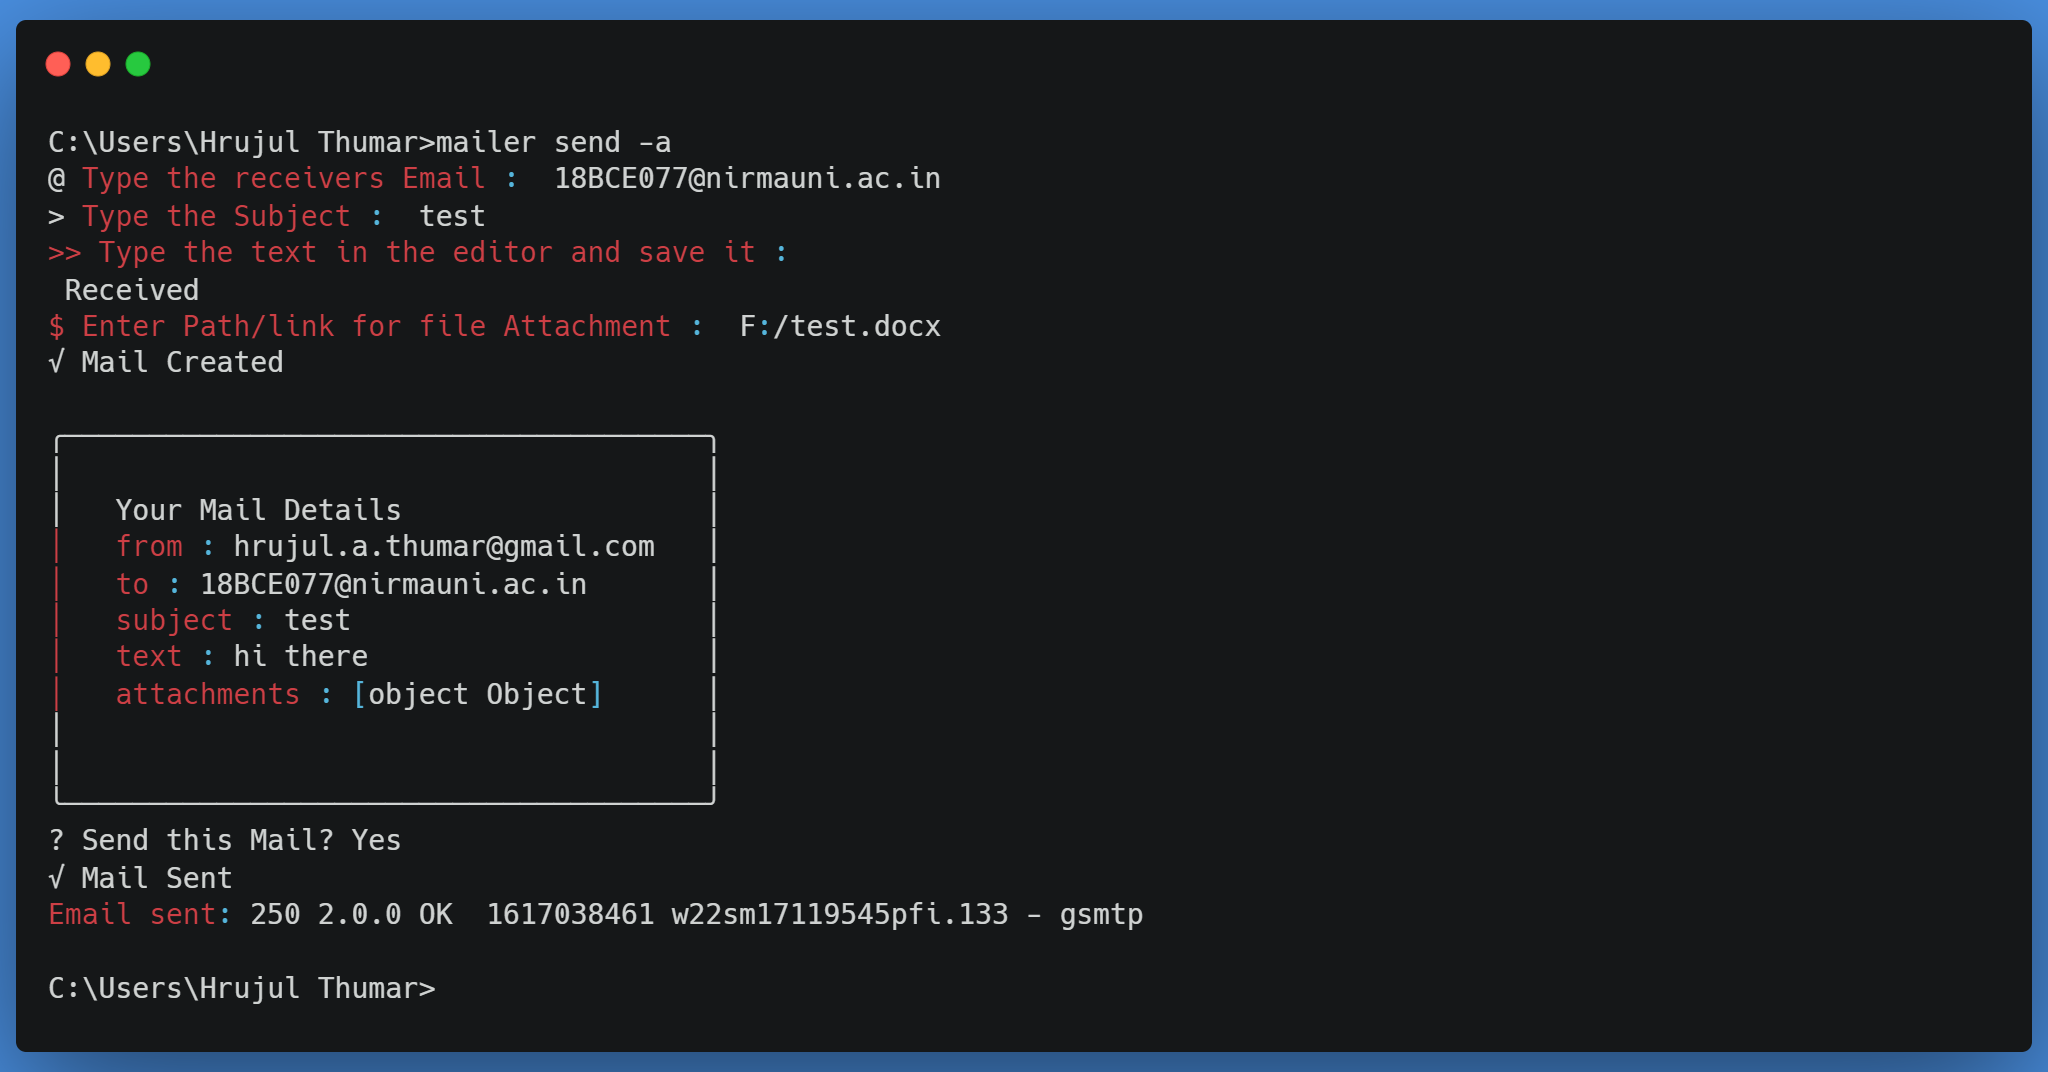 C:\Users\Hrujul Thumar>mailer send -a
@ Type the receivers Email :  18BCE077@nirmauni.ac.in
> Type the Subject :  test
>> Type the text in the editor and save it :
 Received
$ Enter Path/link for file Attachment :  F:/test.docx
√ Mail Created
Your Mail Details
from : hrujul.a.thumar@gmail.com
to : 18BCE077@nirmauni.ac.in
subject : test
text : hi there
attachments : [object Object]
? Send this Mail? Yes
√ Mail Sent
Email sent: 250 2.0.0 OK  1617038461 w22sm17119545pfi.133 - gsmtp
C:\Users\Hrujul Thumar>